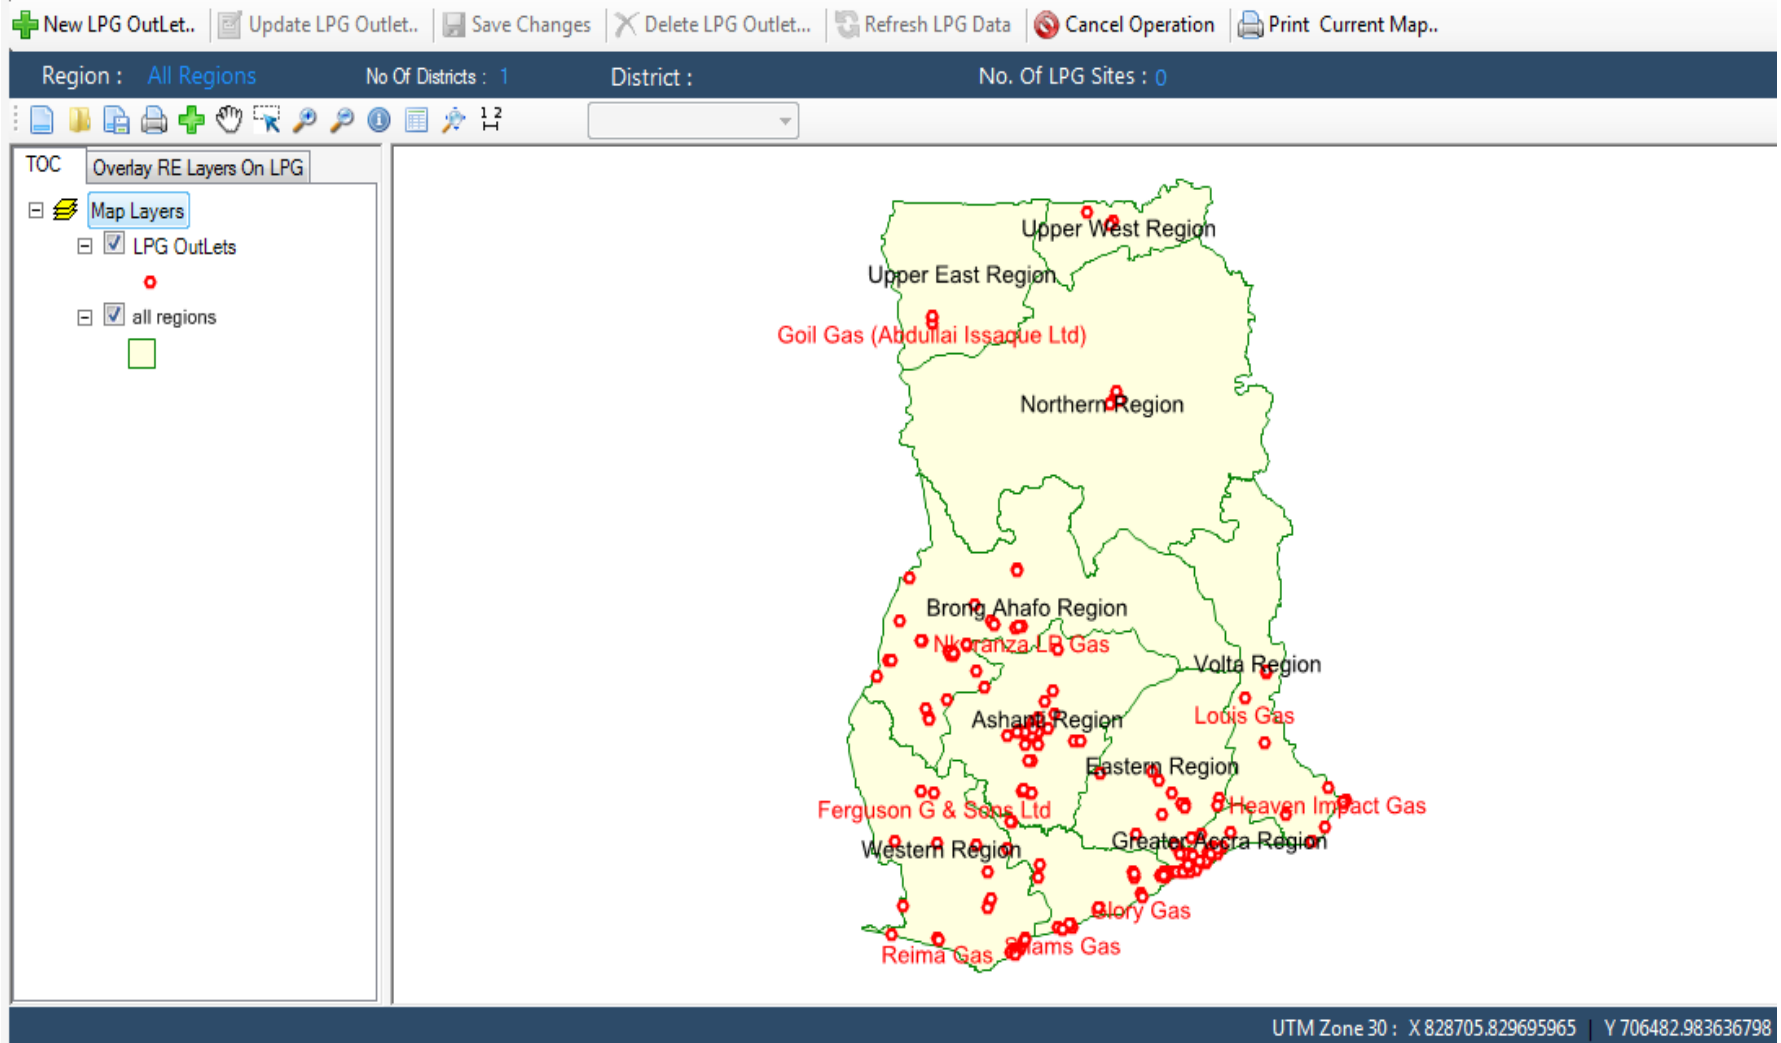 New LPG OutLet.. Update LPG Outlet.. Save Changes Delete LPG Outlet... Refresh LPG Data Cancel Operation Print Current Map..
Region : All Regions No Of Districts : 1 District : No. Of LPG Sites : 0
1 2
TOC Overlay RE Layers On LPG
Map Layers
LPG OutLets
all regions
Upper West Region
Upper East Region
Goil Gas (Abdullai Issaque Ltd)
Northern Region
Brong Ahafo Region
Nkoranza LP Gas
Volta Region
Louis Gas
Ashanti Region
Eastern Region
Heaven Impact Gas
Ferguson G & Sons Ltd
Greater Accra Region
Western Region
Glory Gas
Shams Gas
Reima Gas
UTM Zone 30 : X 828705.829695965 Y 706482.983636798